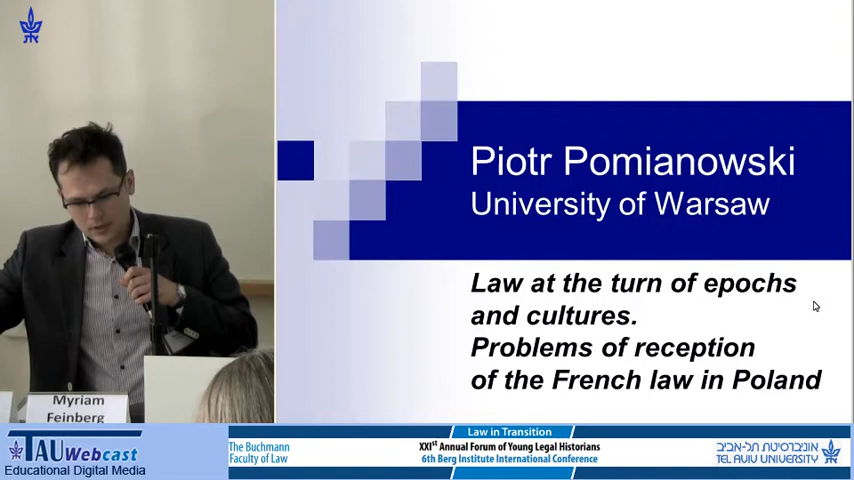 Piotr Pomianowski
University of Warsaw
Law at the turn of epochs
and cultures.
Problems of reception
of the French law in Poland
Myriam
Feinberg
TAU Webcast
Educational Digital Media
The Buchmann
Faculty of Law
Law in Transition
XXIst Annual Forum of Young Legal Historians
6th Berg Institute International Conference
אוניברסיטת תל-אביב
TEL AVIV UNIVERSITY